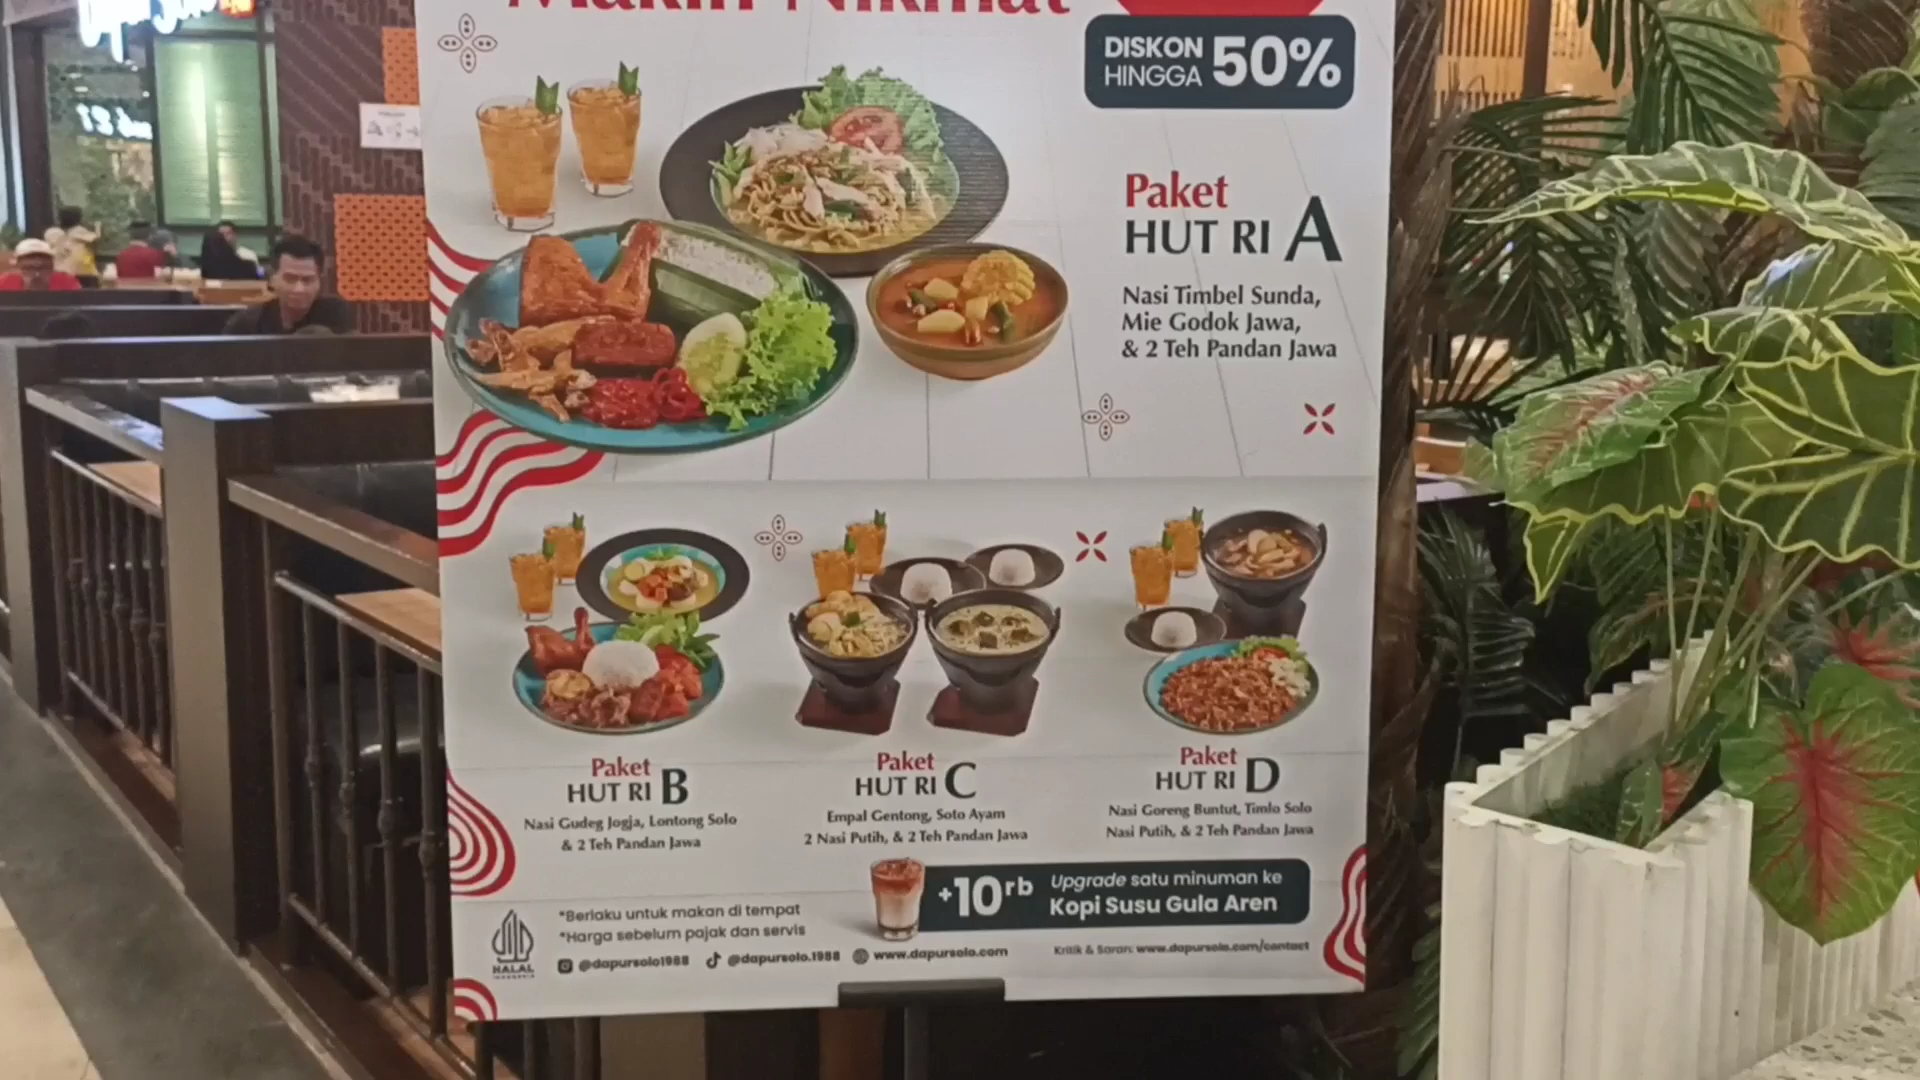 Makin Nikmat
DISKON
HINGGA 50%
Paket
HUT RI A
Nasi Timbel Sunda,
Mie Godok Jawa,
& 2 Teh Pandan Jawa
Paket
HUT RI B
Nasi Gudeg Jogja, Lontong Solo
& 2 Teh Pandan Jawa
Paket
HUT RI C
Empal Gentong, Soto Ayam
2 Nasi Putih, & 2 Teh Pandan Jawa
Paket
HUT RI D
Nasi Goreng Buntut, Timlo Solo
Nasi Putih, & 2 Teh Pandan Jawa
+10rb
Upgrade satu minuman ke
Kopi Susu Gula Aren
*Berlaku untuk makan di tempat
*Harga sebelum pajak dan servis
HALAL
INDONESIA
@dapursolo1988
@dapursolo.1988
www.dapursolo.com
Kritik & Saran: www.dapursolo.com/contact